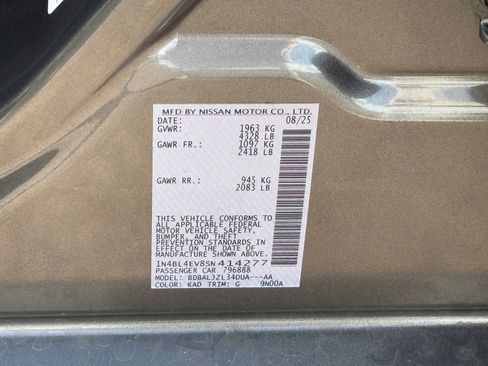 MFD BY NISSAN MOTOR CO., LTD.
DATE: 08/25
GVWR: 1963 KG
4328 LB
GAWR FR.: 1097 KG
2418 LB
GAWR RR.: 945 KG
2083 LB
THIS VEHICLE CONFORMS TO
ALL APPLICABLE FEDERAL
MOTOR VEHICLE SAFETY,
BUMPER, AND THEFT
PREVENTION STANDARDS IN
EFFECT ON THE DATE OF
MANUFACTURE SHOWN ABOVE.
1N4BL4EV8SN414277
PASSENGER CAR 796888
MODEL: BDBALJZL34DUA---AA
COLOR: KAD TRIM: G 9N00A